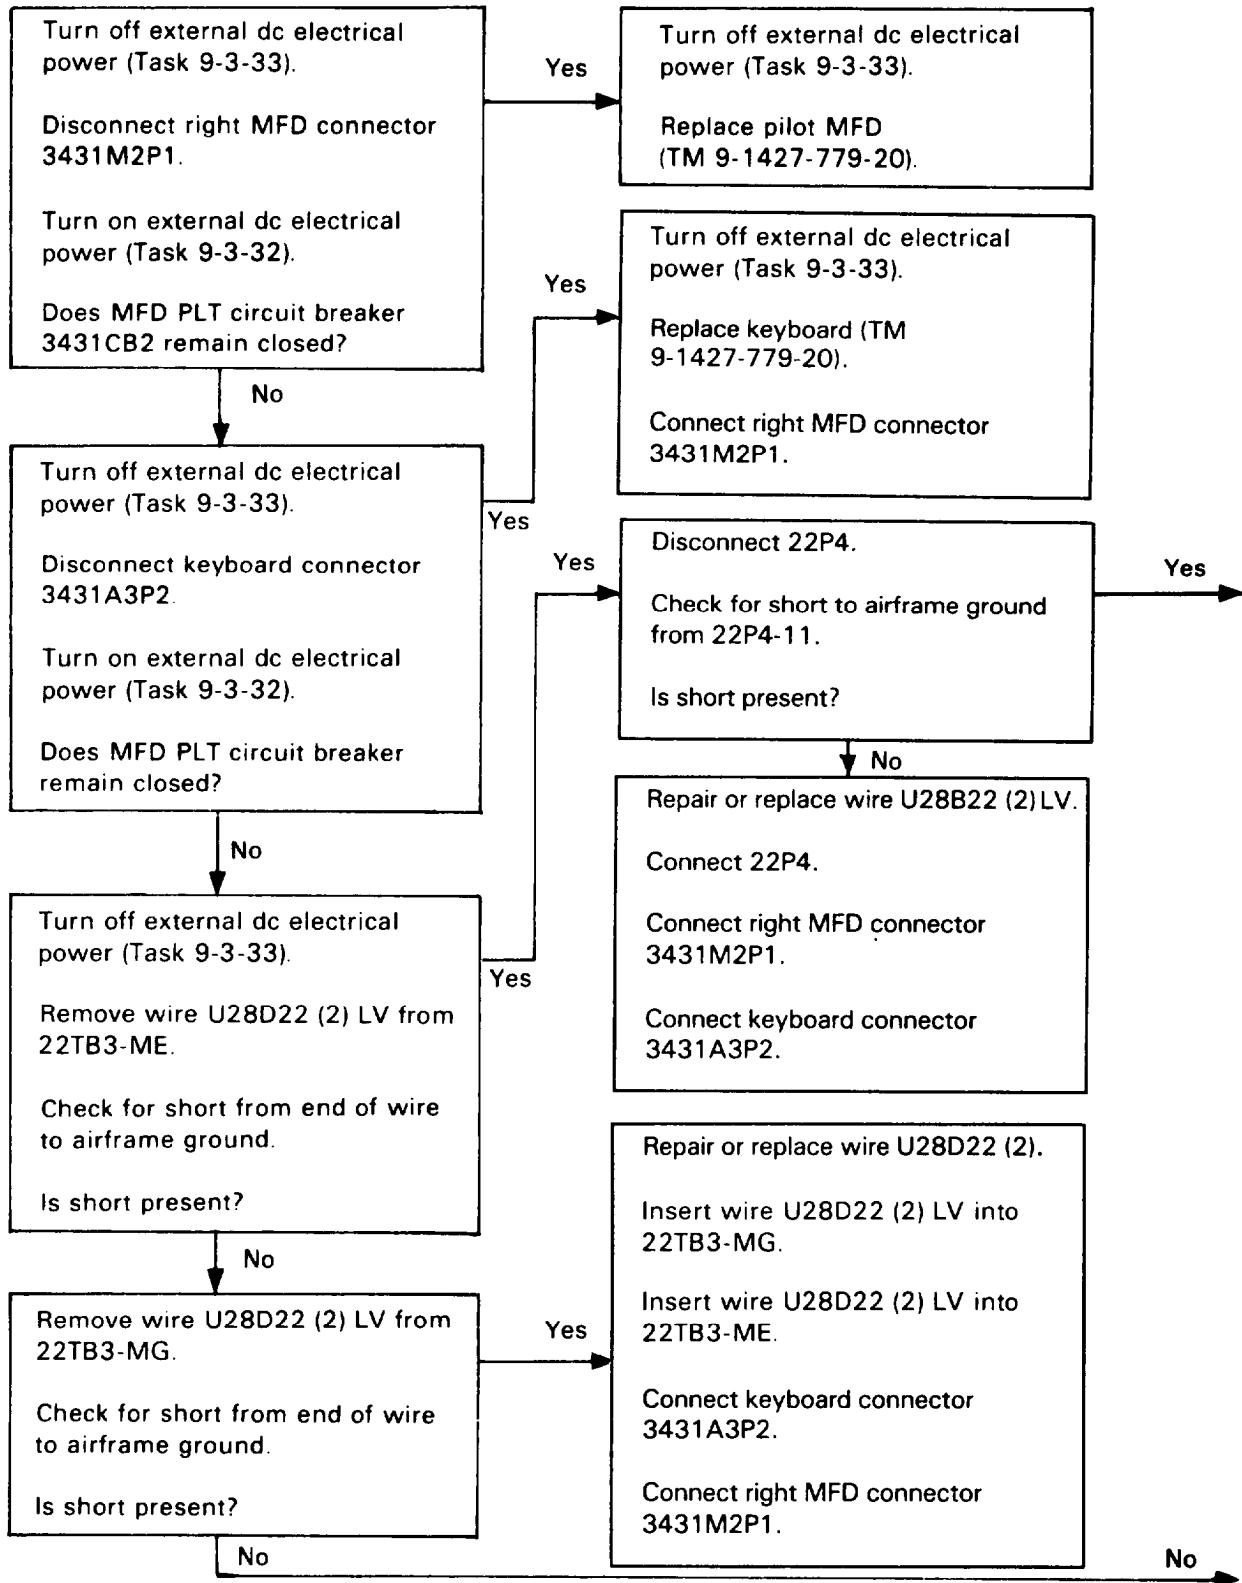 Turn off external dc electrical
power (Task 9-3-33).
Disconnect right MFD connector
3431M2P1.
Turn on external dc electrical
power (Task 9-3-32).
Does MFD PLT circuit breaker
3431CB2 remain closed?
Yes
Turn off external dc electrical
power (Task 9-3-33).
Replace pilot MFD
(TM 9-1427-779-20).
No
Turn off external dc electrical
power (Task 9-3-33).
Disconnect keyboard connector
3431A3P2.
Turn on external dc electrical
power (Task 9-3-32).
Does MFD PLT circuit breaker
remain closed?
Yes
Yes
Turn off external dc electrical
power (Task 9-3-33).
Replace keyboard (TM
9-1427-779-20).
Connect right MFD connector
3431M2P1.
No
Turn off external dc electrical
power (Task 9-3-33).
Remove wire U28D22 (2) LV from
22TB3-ME.
Check for short from end of wire
to airframe ground.
Is short present?
Yes
Yes
Disconnect 22P4.
Check for short to airframe ground
from 22P4-11.
Is short present?
Yes
No
Repair or replace wire U28B22 (2) LV.
Connect 22P4.
Connect right MFD connector
3431M2P1.
Connect keyboard connector
3431A3P2.
No
Remove wire U28D22 (2) LV from
22TB3-MG.
Check for short from end of wire
to airframe ground.
Is short present?
Yes
Repair or replace wire U28D22 (2).
Insert wire U28D22 (2) LV into
22TB3-MG.
Insert wire U28D22 (2) LV into
22TB3-ME.
Connect keyboard connector
3431A3P2.
Connect right MFD connector
3431M2P1.
No
No